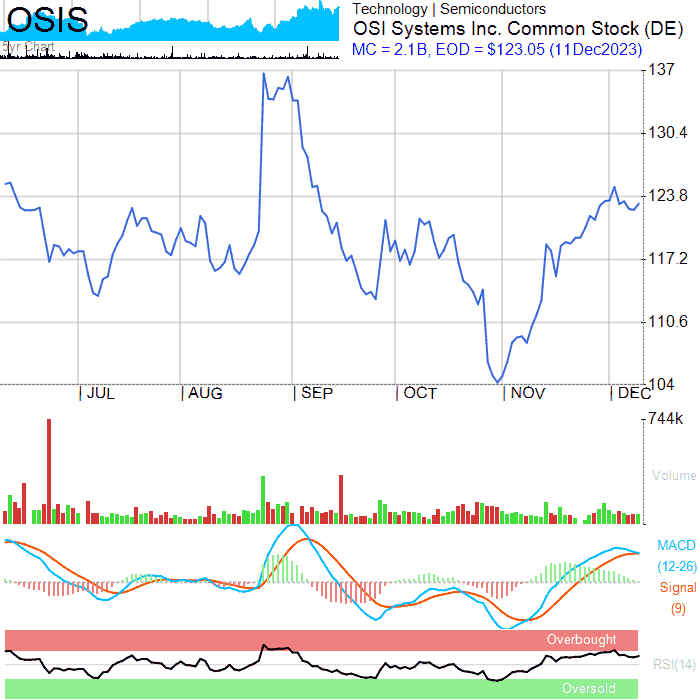 OSIS
5yr Chart
Technology | Semiconductors
OSI Systems Inc. Common Stock (DE)
MC = 2.1B, EOD = $123.05 (11Dec2023)
137
130.4
123.8
117.2
110.6
104
JUL AUG SEP OCT NOV DEC
744k
Volume
MACD
(12-26)
Signal
(9)
Overbought
RSI(14)
Oversold